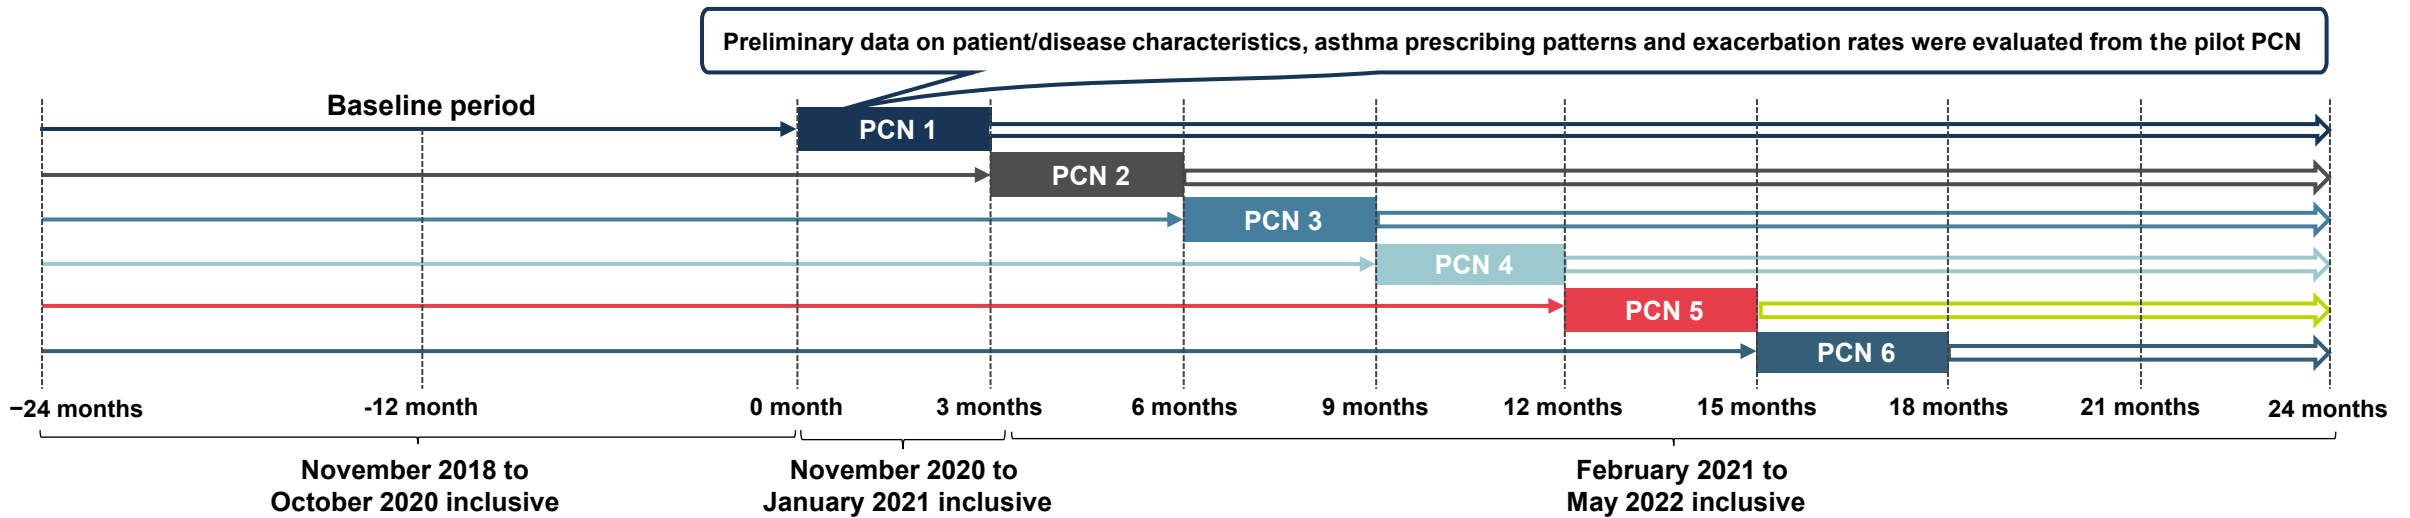 Preliminary data on patient/disease characteristics, asthma prescribing patterns and exacerbation rates were evaluated from the pilot PCN
Baseline period
PCN 1
PCN 2
PCN 3
PCN 4
PCN 5
PCN 6
−24 months
-12 month
0 month
3 months
6 months
9 months
12 months
15 months
18 months
21 months
24 months
November 2018 to
October 2020 inclusive
November 2020 to
January 2021 inclusive
February 2021 to
May 2022 inclusive